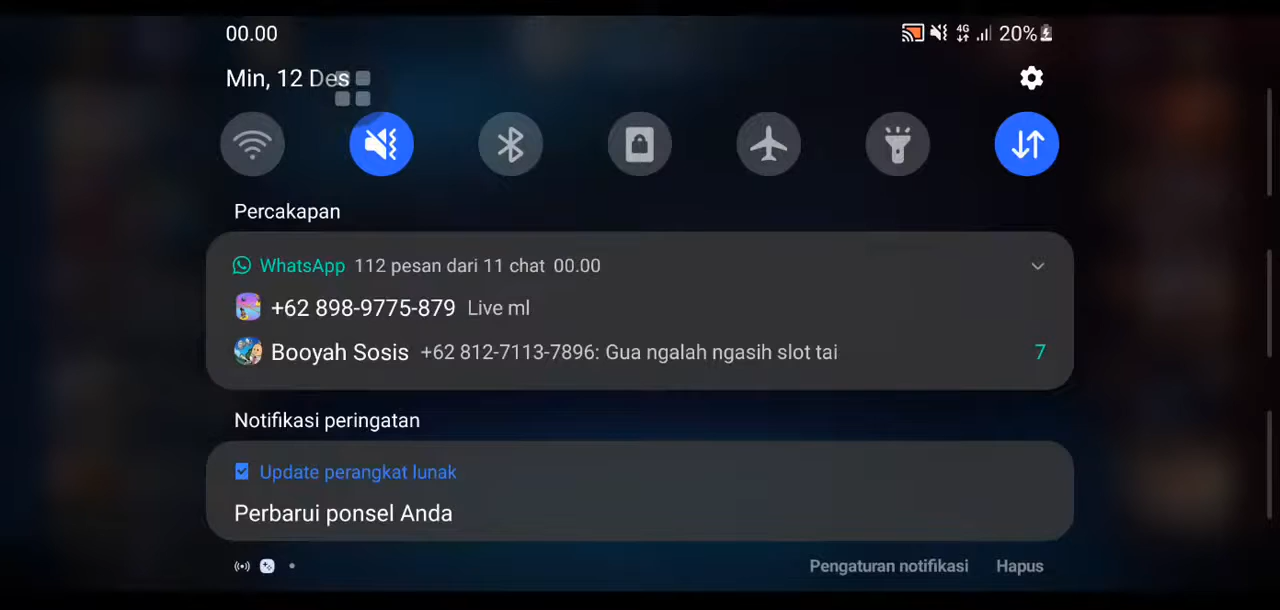 00.00
4G 20%
Min, 12 Des
Percakapan
WhatsApp 112 pesan dari 11 chat 00.00
+62 898-9775-879 Live ml
Booyah Sosis +62 812-7113-7896: Gua ngalah ngasih slot tai 7
Notifikasi peringatan
Update perangkat lunak
Perbarui ponsel Anda
Pengaturan notifikasi Hapus